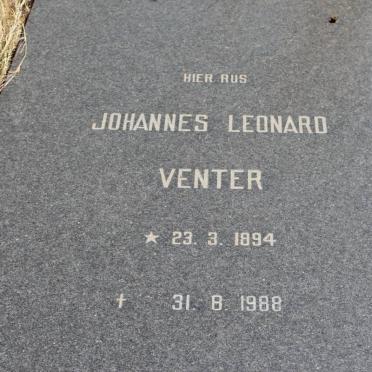 HIER RUS
JOHANNES LEONARD
VENTER
★ 23. 3. 1894
† 31. 8. 1988